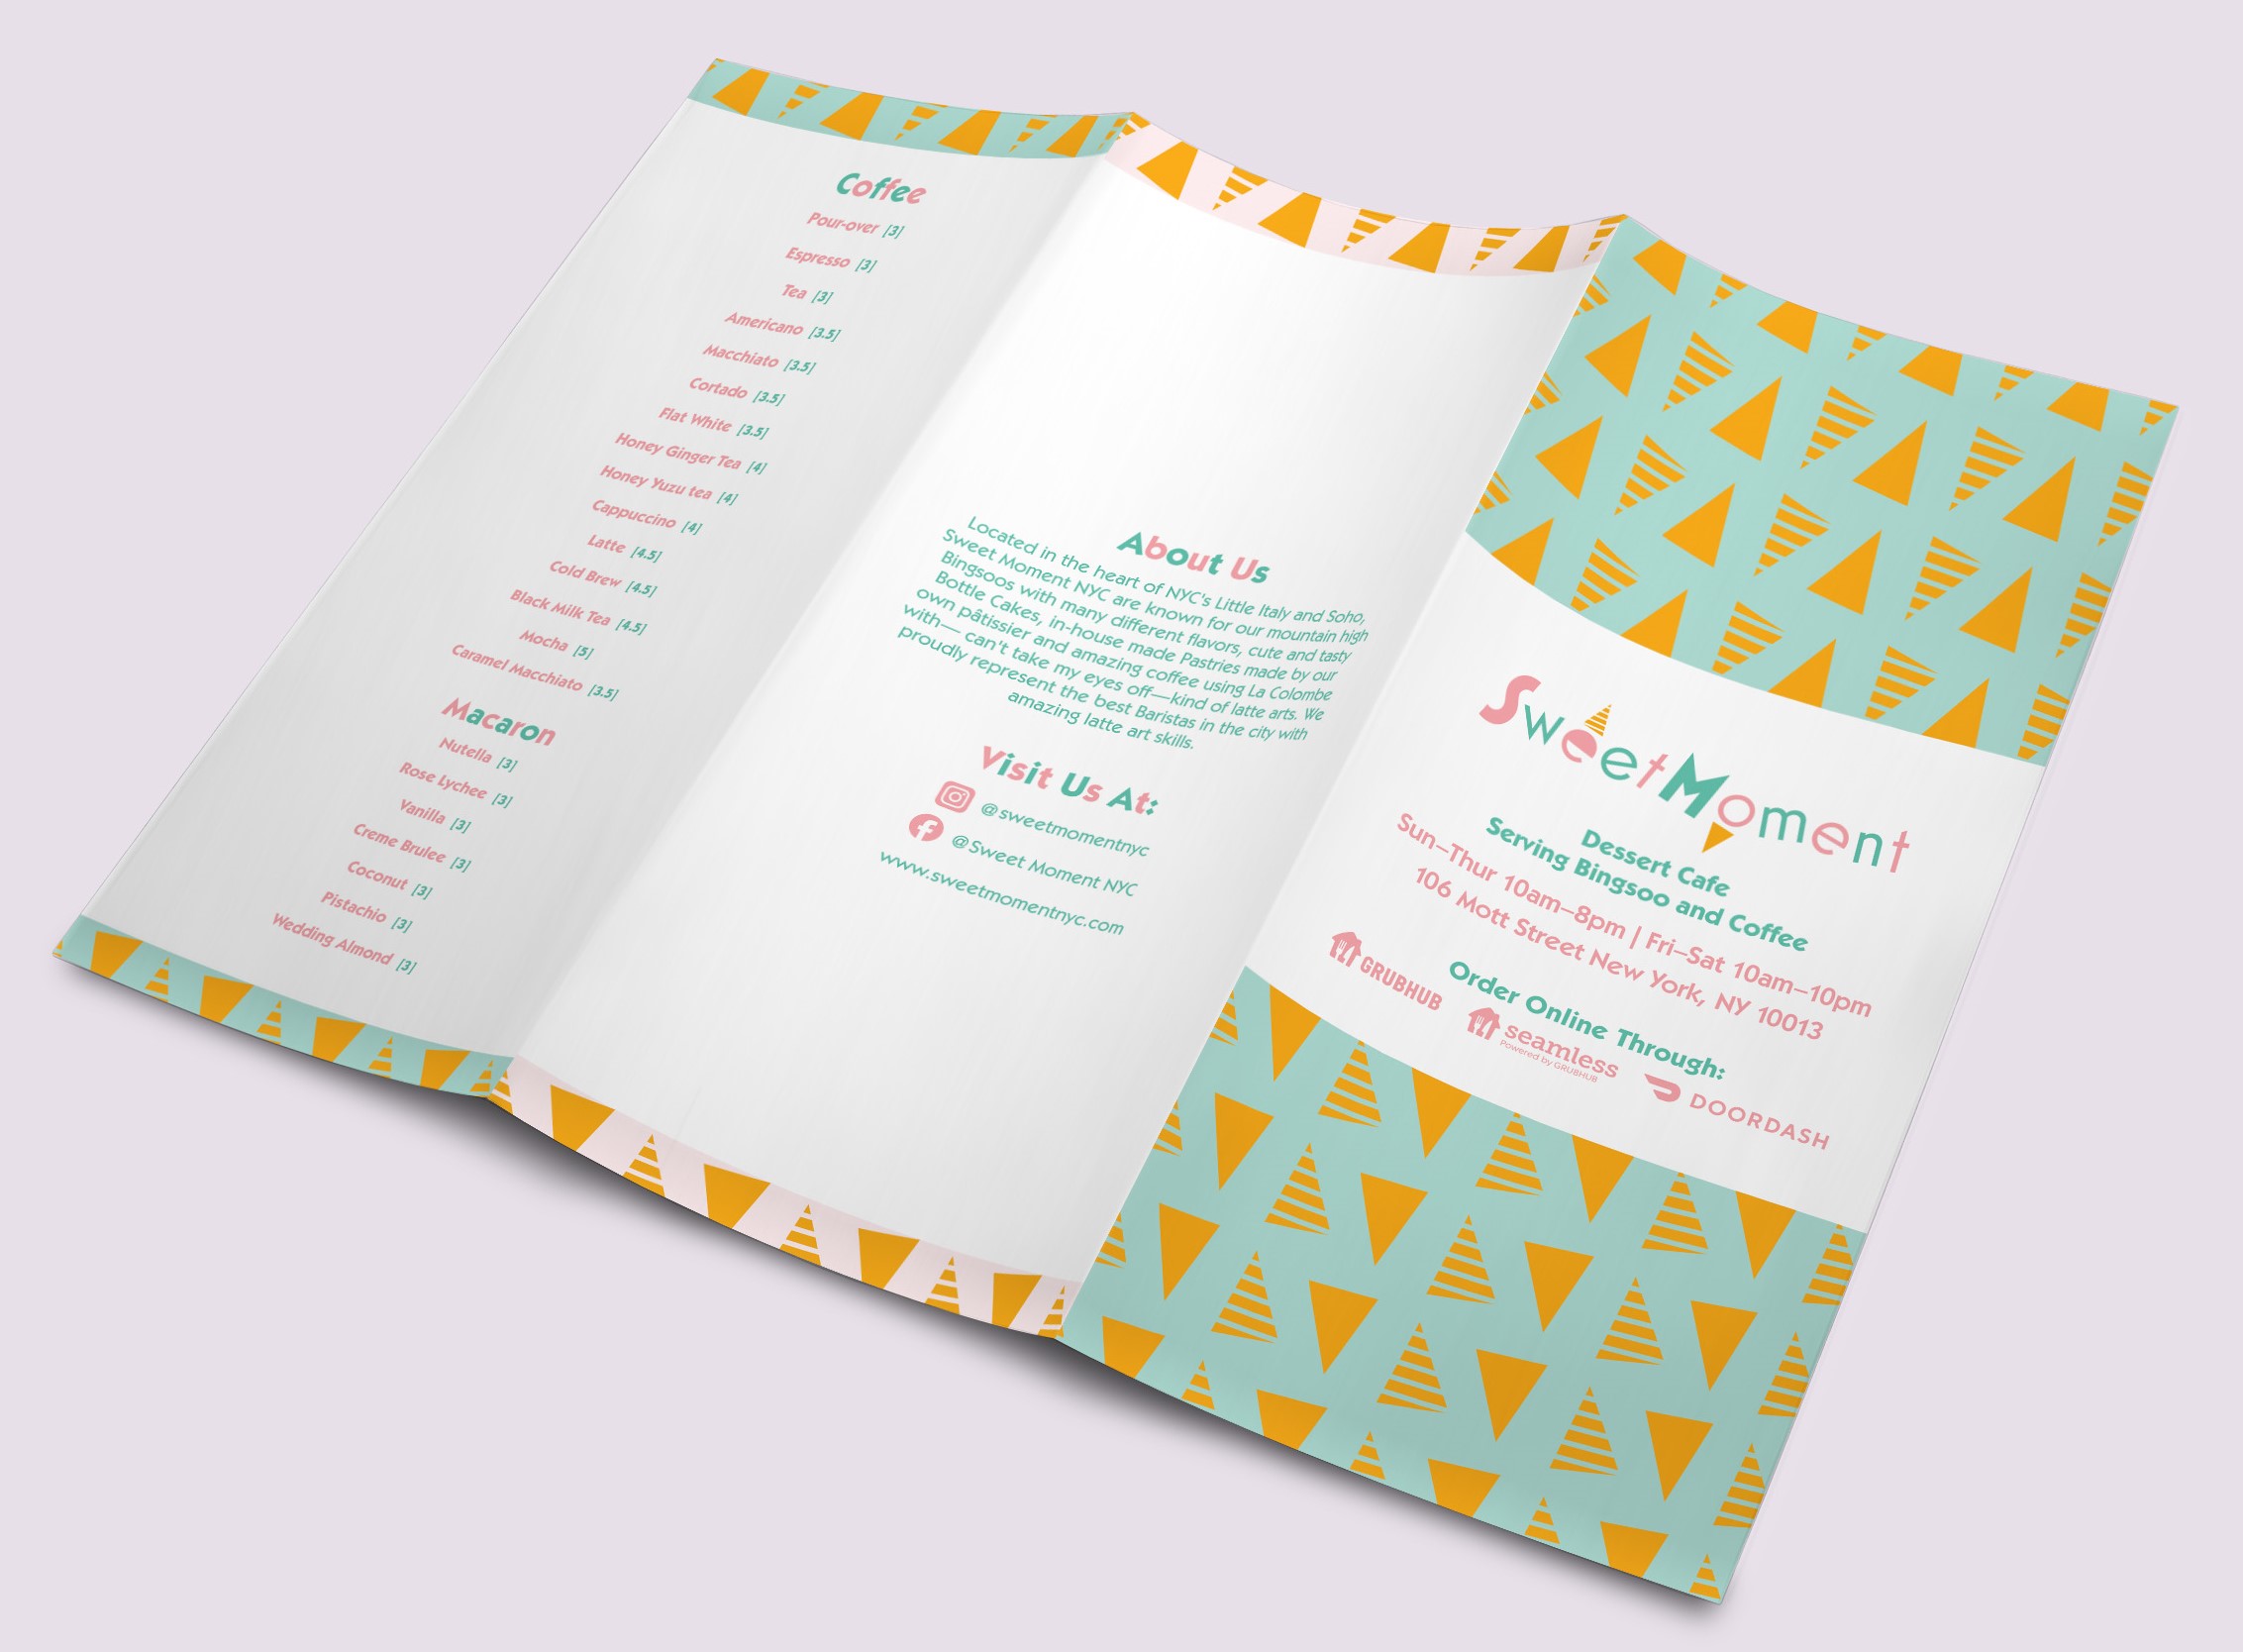 Coffee
Pour-over [3]
Espresso [3]
Tea [3]
Americano [3.5]
Macchiato [3.5]
Cortado [3.5]
Flat White [3.5]
Honey Ginger Tea [4]
Honey Yuzu tea [4]
Cappuccino [4]
Latte [4.5]
Cold Brew [4.5]
Black Milk Tea [4.5]
Mocha [5]
Caramel Macchiato [3.5]
Macaron
Nutella [3]
Rose Lychee [3]
Vanilla [3]
Creme Brulee [3]
Coconut [3]
Pistachio [3]
Wedding Almond [3]
About Us
Located in the heart of NYC's Little Italy and Soho,
Sweet Moment NYC are known for our mountain high
Bingsoos with many different flavors, cute and tasty
Bottle Cakes, in-house made Pastries made by our
own pâtissier and amazing coffee using La Colombe
with— can't take my eyes off—kind of latte arts. We
proudly represent the best Baristas in the city with
amazing latte art skills.
Visit Us At:
@sweetmomentnyc
@Sweet Moment NYC
www.sweetmomentnyc.com
SweetMoment
Dessert Cafe
Serving Bingsoo and Coffee
Sun–Thur 10am–8pm | Fri–Sat 10am–10pm
106 Mott Street New York, NY 10013
Order Online Through:
GRUBHUB
seamless
Powered by GRUBHUB
DOORDASH